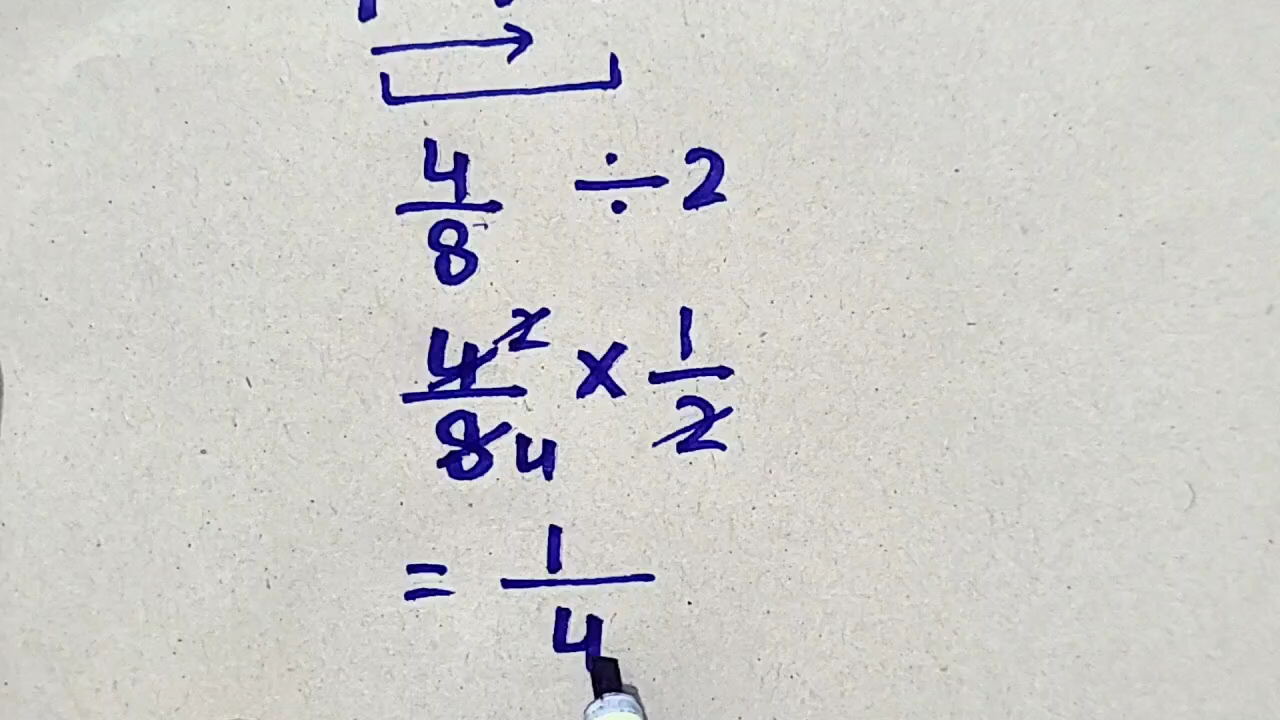 4/8 ÷ 2
4/8 2 4 × 1/2
= 1/4